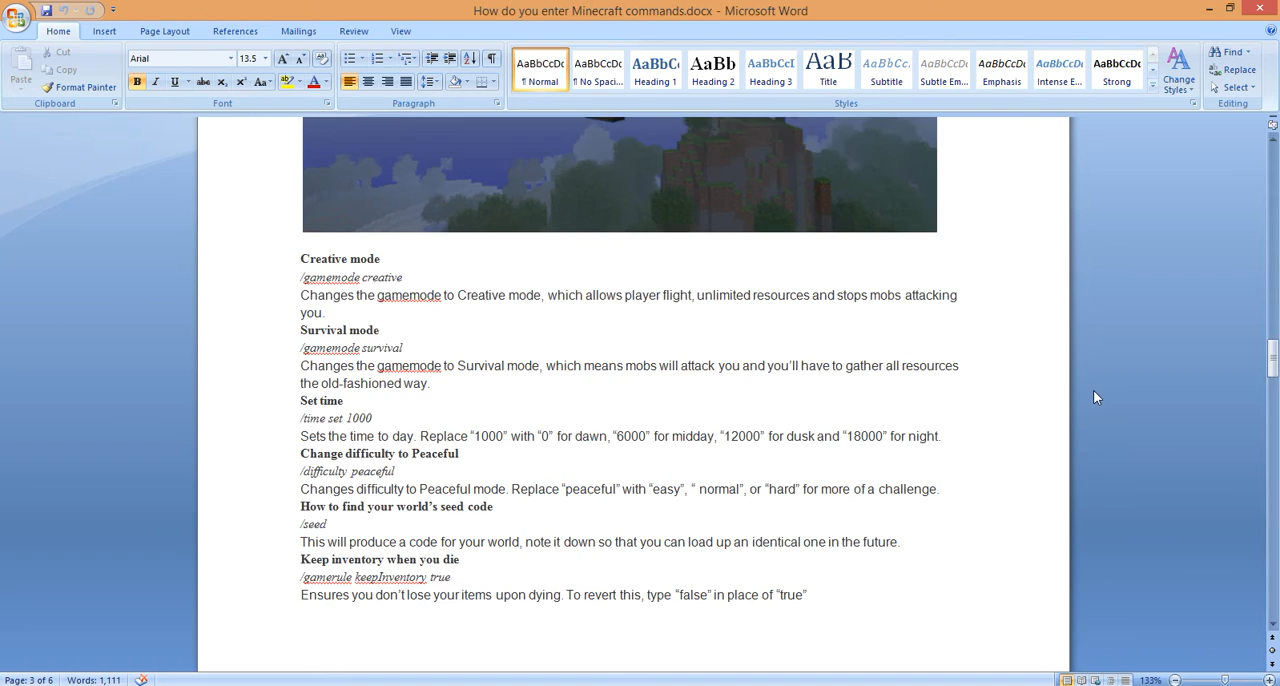 How do you enter Minecraft commands.docx - Microsoft Word
Home Insert Page Layout References Mailings Review View
Paste
Cut
Copy
Format Painter
Clipboard
Arial 13.5
Font
Paragraph
AaBbCcDc AaBbCcDc AaBbC AaBb AaBbCcI AaB AaBbCc. AaBbCcDc AaBbCcDc AaBbCcDc AaBbCcDc
¶ Normal ¶ No Spaci... Heading 1 Heading 2 Heading 3 Title Subtitle Subtle Em... Emphasis Intense E... Strong
Change Styles
Styles
Find
Replace
Select
Editing
Creative mode
/gamemode creative
Changes the gamemode to Creative mode, which allows player flight, unlimited resources and stops mobs attacking
you.
Survival mode
/gamemode survival
Changes the gamemode to Survival mode, which means mobs will attack you and you’ll have to gather all resources
the old-fashioned way.
Set time
/time set 1000
Sets the time to day. Replace “1000” with “0” for dawn, “6000” for midday, “12000” for dusk and “18000” for night.
Change difficulty to Peaceful
/difficulty peaceful
Changes difficulty to Peaceful mode. Replace “peaceful” with “easy”, “ normal”, or “hard” for more of a challenge.
How to find your world’s seed code
/seed
This will produce a code for your world, note it down so that you can load up an identical one in the future.
Keep inventory when you die
/gamerule keepInventory true
Ensures you don’t lose your items upon dying. To revert this, type “false” in place of “true”
Page: 3 of 6 Words: 1,111 133%